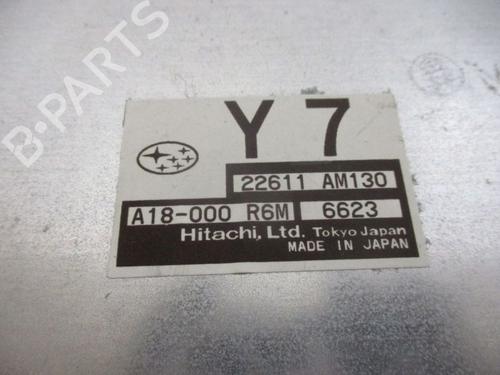 B-PARTS
Y 7
22611 AM130
A18-000 R6M 6623
Hitachi, Ltd. Tokyo Japan
MADE IN JAPAN